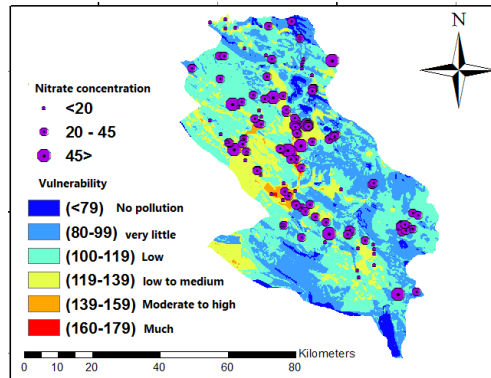 N
Nitrate concentration
<20
20 - 45
45>
Vulnerability
(<79) No pollution
(80-99) very little
(100-119) Low
(119-139) low to medium
(139-159) Moderate to high
(160-179) Much
Kilometers
0 10 20 40 60 80